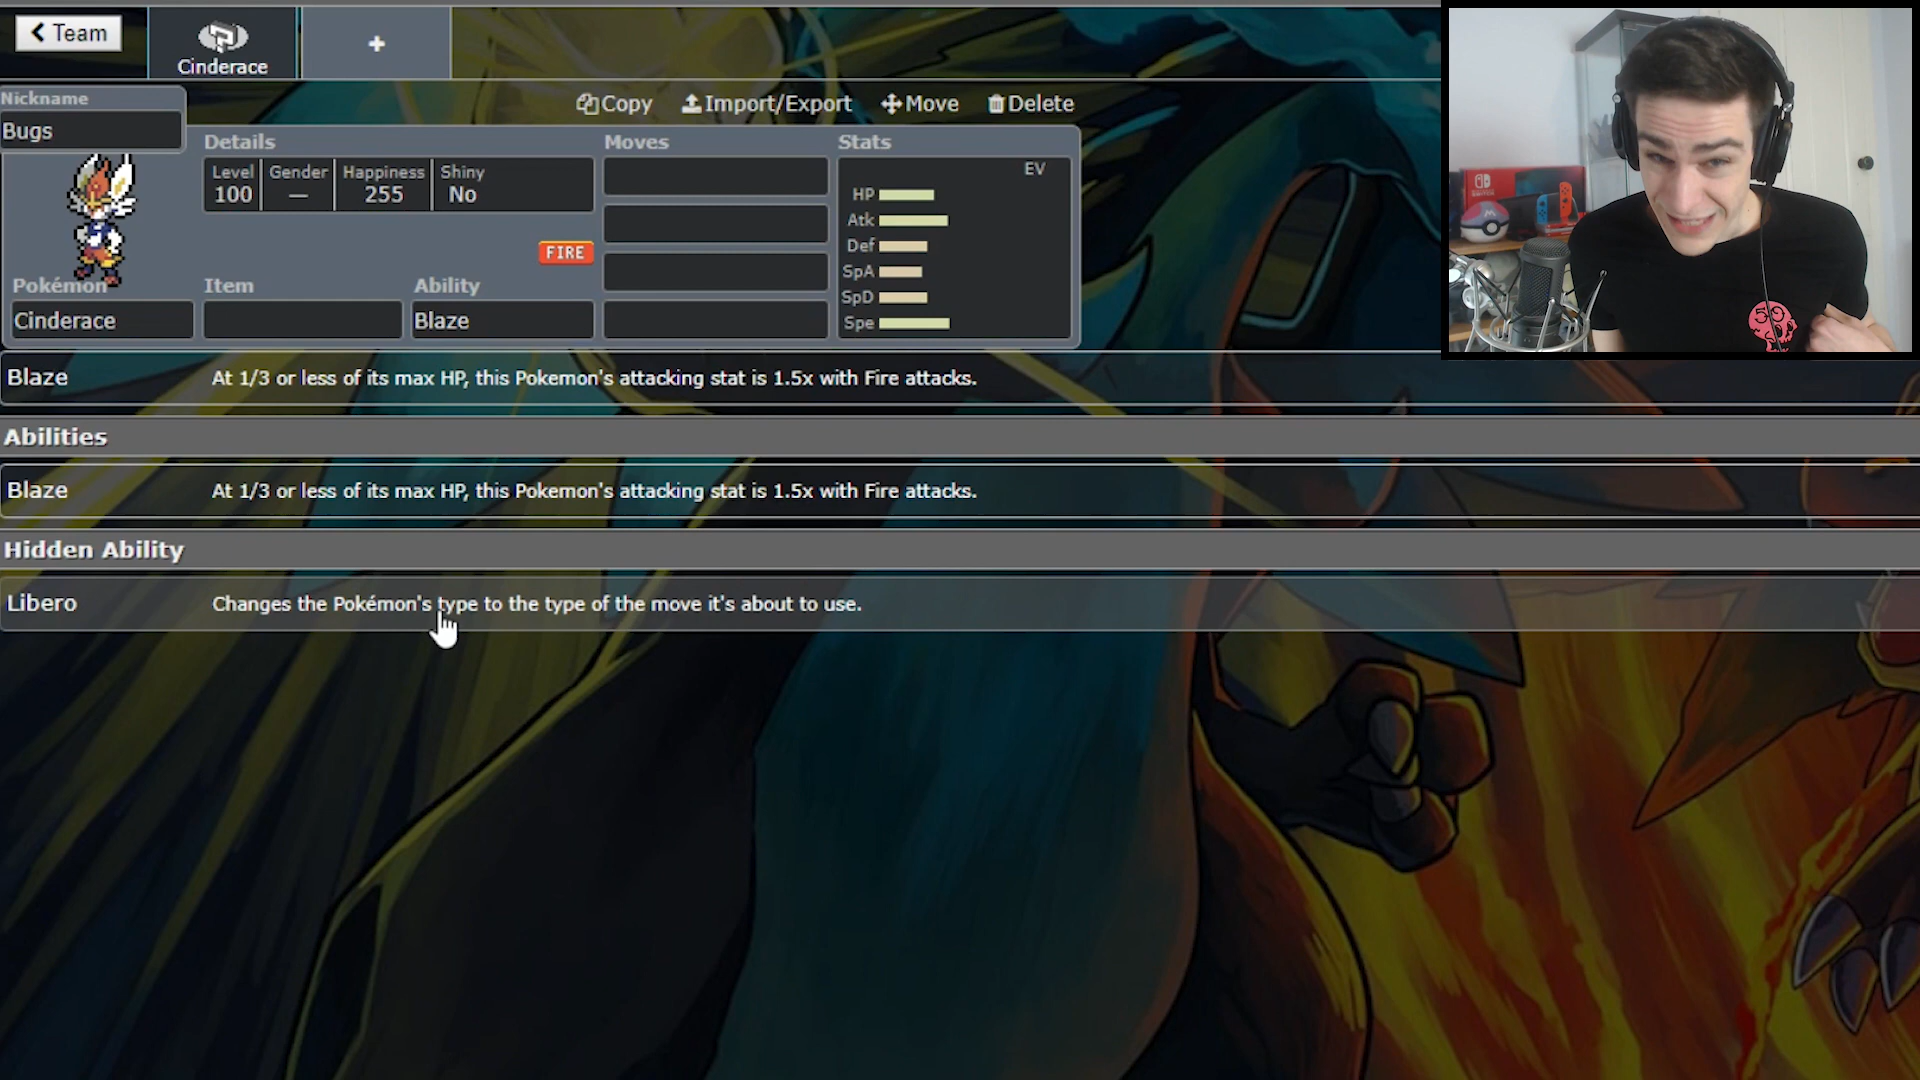 Team
Cinderace
+
Nickname
Bugs
Copy
Import/Export
Move
Delete
Details
Moves
Stats
Level
Gender
Happiness
Shiny
100
—
255
No
EV
HP
Atk
Def
SpA
SpD
Spe
FIRE
Pokémon
Item
Ability
Cinderace
Blaze
Blaze At 1/3 or less of its max HP, this Pokemon's attacking stat is 1.5x with Fire attacks.
Abilities
Blaze At 1/3 or less of its max HP, this Pokemon's attacking stat is 1.5x with Fire attacks.
Hidden Ability
Libero Changes the Pokémon's type to the type of the move it's about to use.